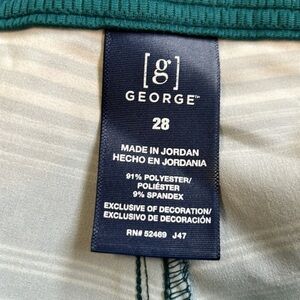 [g]
GEORGE™
28
MADE IN JORDAN
HECHO EN JORDANIA
91% POLYESTER/
POLIÉSTER
9% SPANDEX
EXCLUSIVE OF DECORATION/
EXCLUSIVO DE DECORACIÓN
RN# 52469 J47